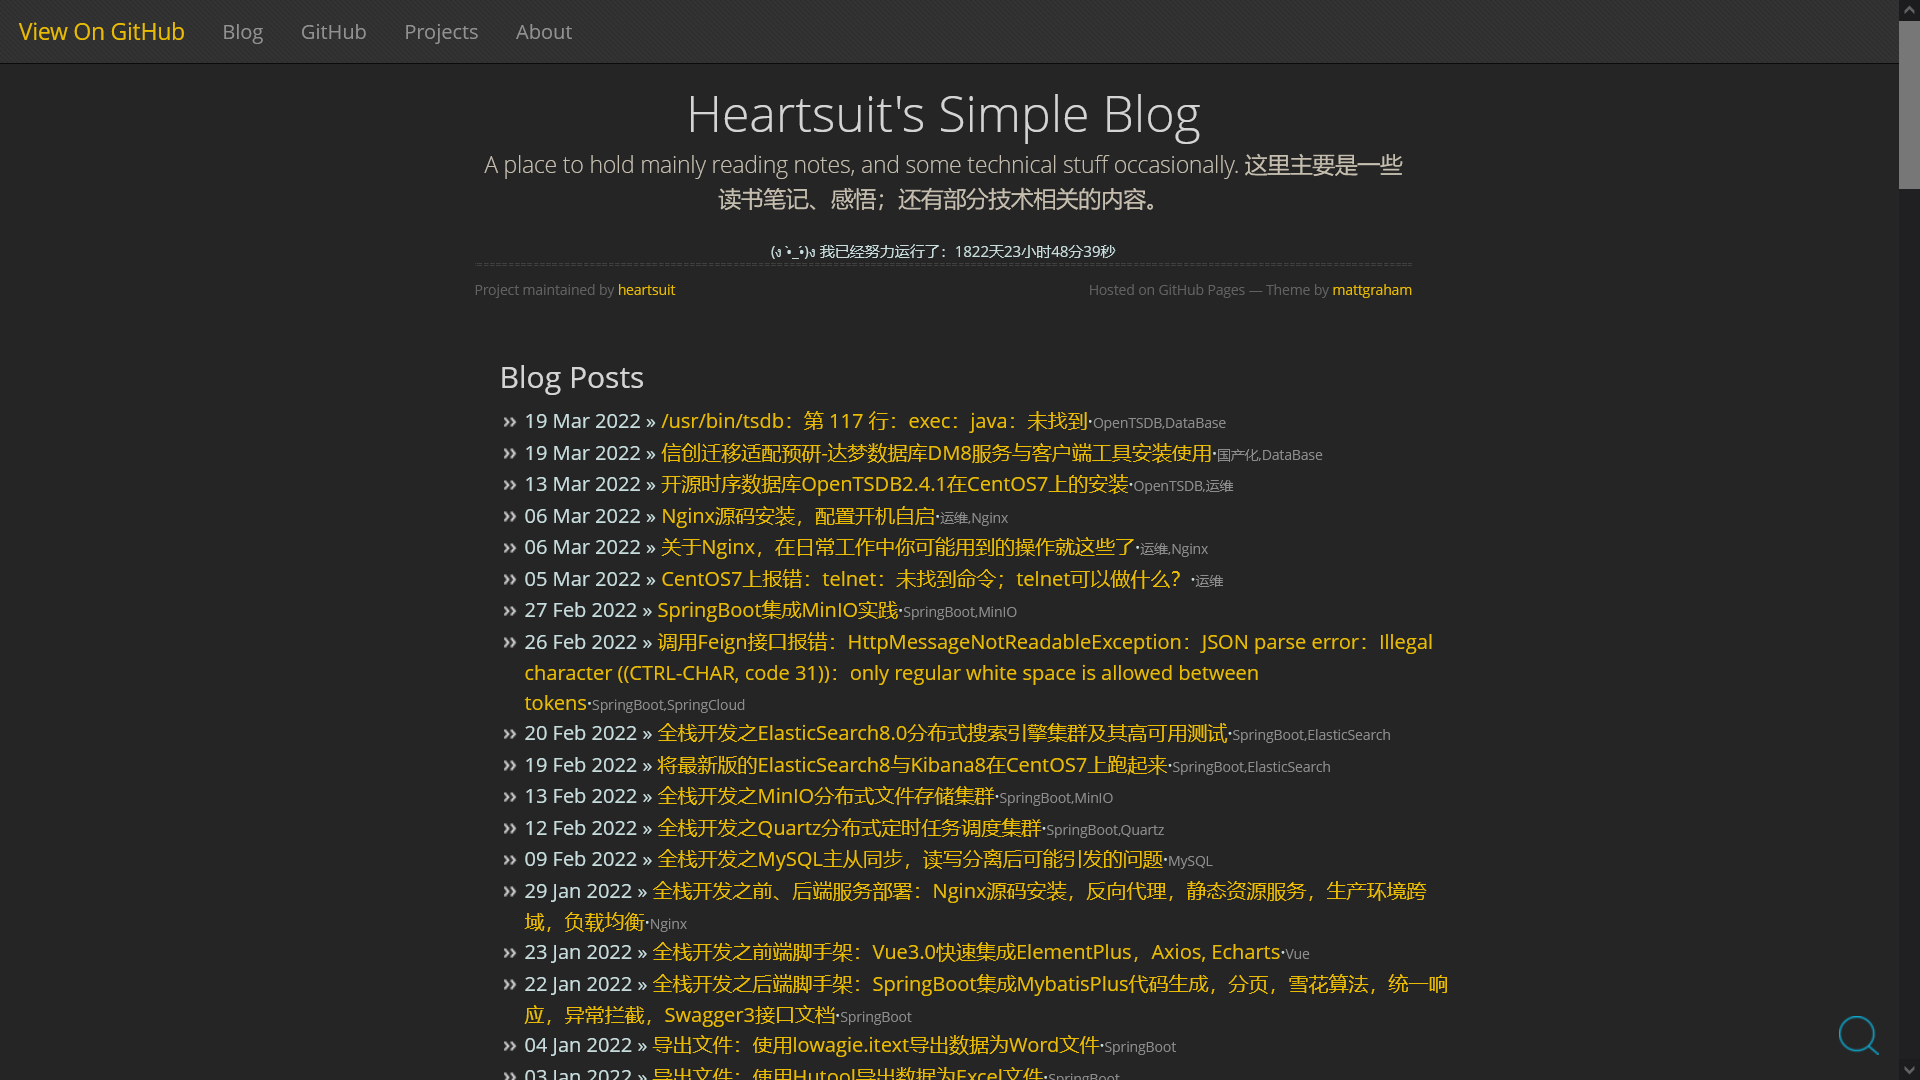 View On GitHub Blog GitHub Projects About
Heartsuit's Simple Blog
A place to hold mainly reading notes, and some technical stuff occasionally. 这里主要是一些
读书笔记、感悟；还有部分技术相关的内容。
(ง •̀_•́)ง 我已经努力运行了：1822天23小时48分39秒
Project maintained by heartsuit
Hosted on GitHub Pages — Theme by mattgraham
Blog Posts
19 Mar 2022 » /usr/bin/tsdb：第 117 行：exec：java：未找到·OpenTSDB,DataBase
19 Mar 2022 » 信创迁移适配预研-达梦数据库DM8服务与客户端工具安装使用·国产化,DataBase
13 Mar 2022 » 开源时序数据库OpenTSDB2.4.1在CentOS7上的安装·OpenTSDB,运维
06 Mar 2022 » Nginx源码安装，配置开机自启·运维,Nginx
06 Mar 2022 » 关于Nginx，在日常工作中你可能用到的操作就这些了·运维,Nginx
05 Mar 2022 » CentOS7上报错：telnet：未找到命令；telnet可以做什么？·运维
27 Feb 2022 » SpringBoot集成MinIO实践·SpringBoot,MinIO
26 Feb 2022 » 调用Feign接口报错：HttpMessageNotReadableException：JSON parse error：Illegal
character ((CTRL-CHAR, code 31))：only regular white space is allowed between
tokens·SpringBoot,SpringCloud
20 Feb 2022 » 全栈开发之ElasticSearch8.0分布式搜索引擎集群及其高可用测试·SpringBoot,ElasticSearch
19 Feb 2022 » 将最新版的ElasticSearch8与Kibana8在CentOS7上跑起来·SpringBoot,ElasticSearch
13 Feb 2022 » 全栈开发之MinIO分布式文件存储集群·SpringBoot,MinIO
12 Feb 2022 » 全栈开发之Quartz分布式定时任务调度集群·SpringBoot,Quartz
09 Feb 2022 » 全栈开发之MySQL主从同步，读写分离后可能引发的问题·MySQL
29 Jan 2022 » 全栈开发之前、后端服务部署：Nginx源码安装，反向代理，静态资源服务，生产环境跨
域，负载均衡·Nginx
23 Jan 2022 » 全栈开发之前端脚手架：Vue3.0快速集成ElementPlus，Axios, Echarts·Vue
22 Jan 2022 » 全栈开发之后端脚手架：SpringBoot集成MybatisPlus代码生成，分页，雪花算法，统一响
应，异常拦截，Swagger3接口文档·SpringBoot
04 Jan 2022 » 导出文件：使用lowagie.itext导出数据为Word文件·SpringBoot
03 Jan 2022 » 导出文件：使用Hutool导出数据为Excel文件·SpringBoot